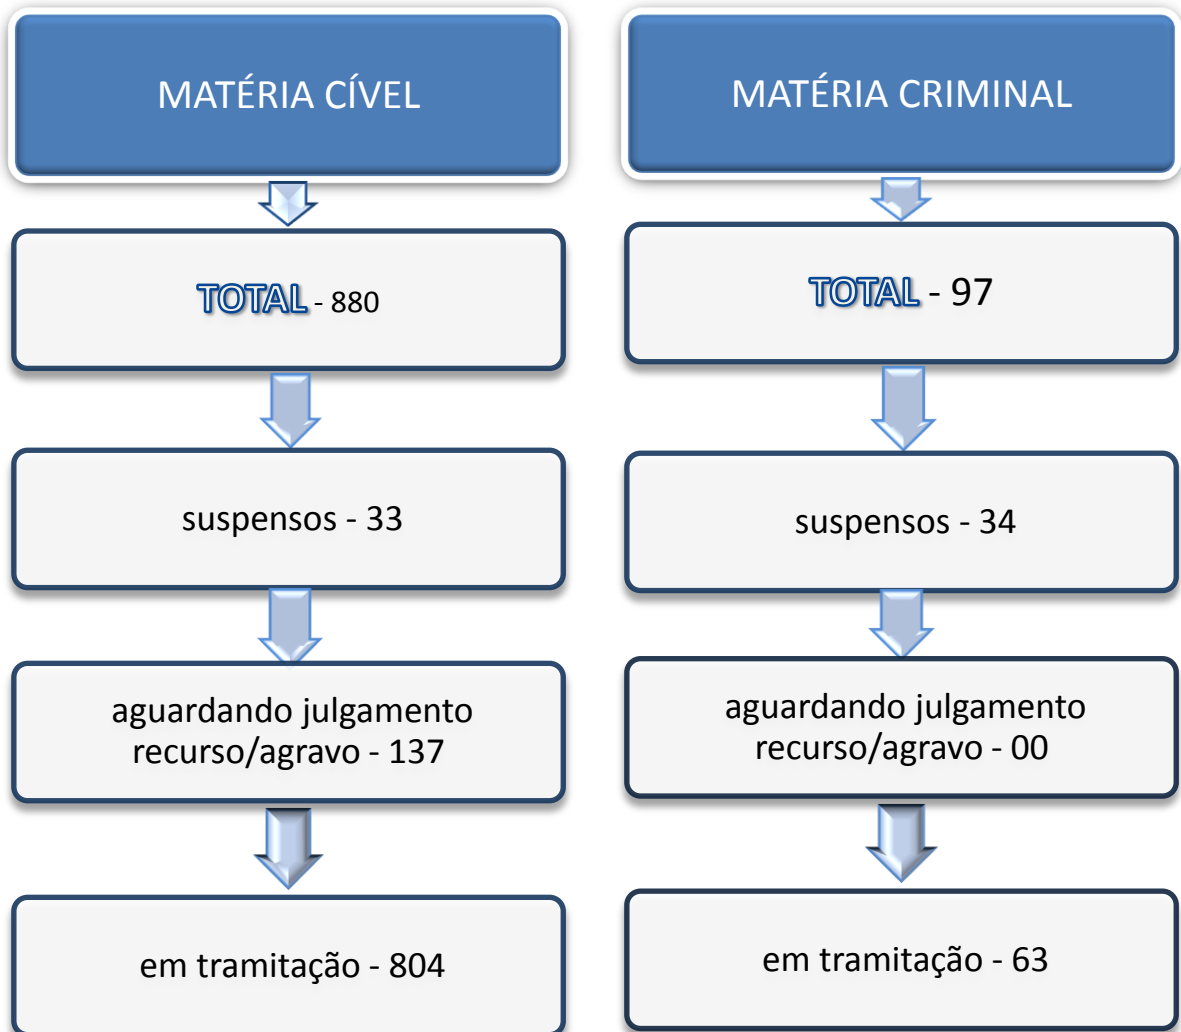 MATÉRIA CÍVEL
TOTAL - 880
suspensos - 33
aguardando julgamento
recurso/agravo - 137
em tramitação - 804
MATÉRIA CRIMINAL
TOTAL - 97
suspensos - 34
aguardando julgamento
recurso/agravo - 00
em tramitação - 63